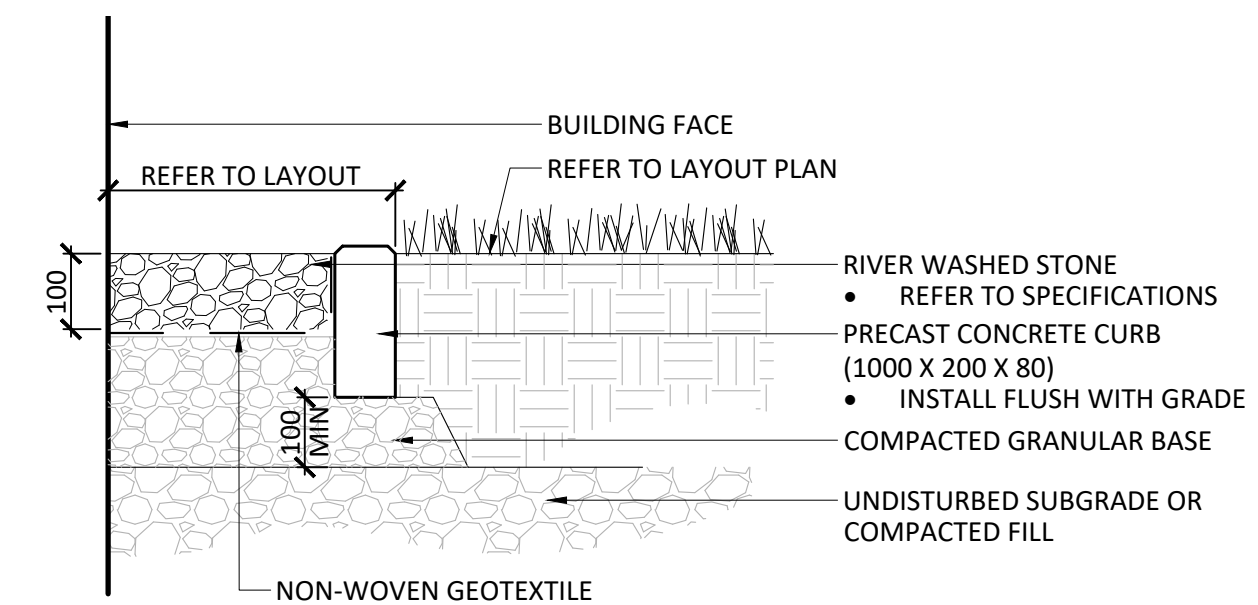 BUILDING FACE
REFER TO LAYOUT PLAN
REFER TO LAYOUT
100
RIVER WASHED STONE
• REFER TO SPECIFICATIONS
PRECAST CONCRETE CURB
(1000 X 200 X 80)
• INSTALL FLUSH WITH GRADE
100
MIN
COMPACTED GRANULAR BASE
UNDISTURBED SUBGRADE OR
COMPACTED FILL
NON-WOVEN GEOTEXTILE